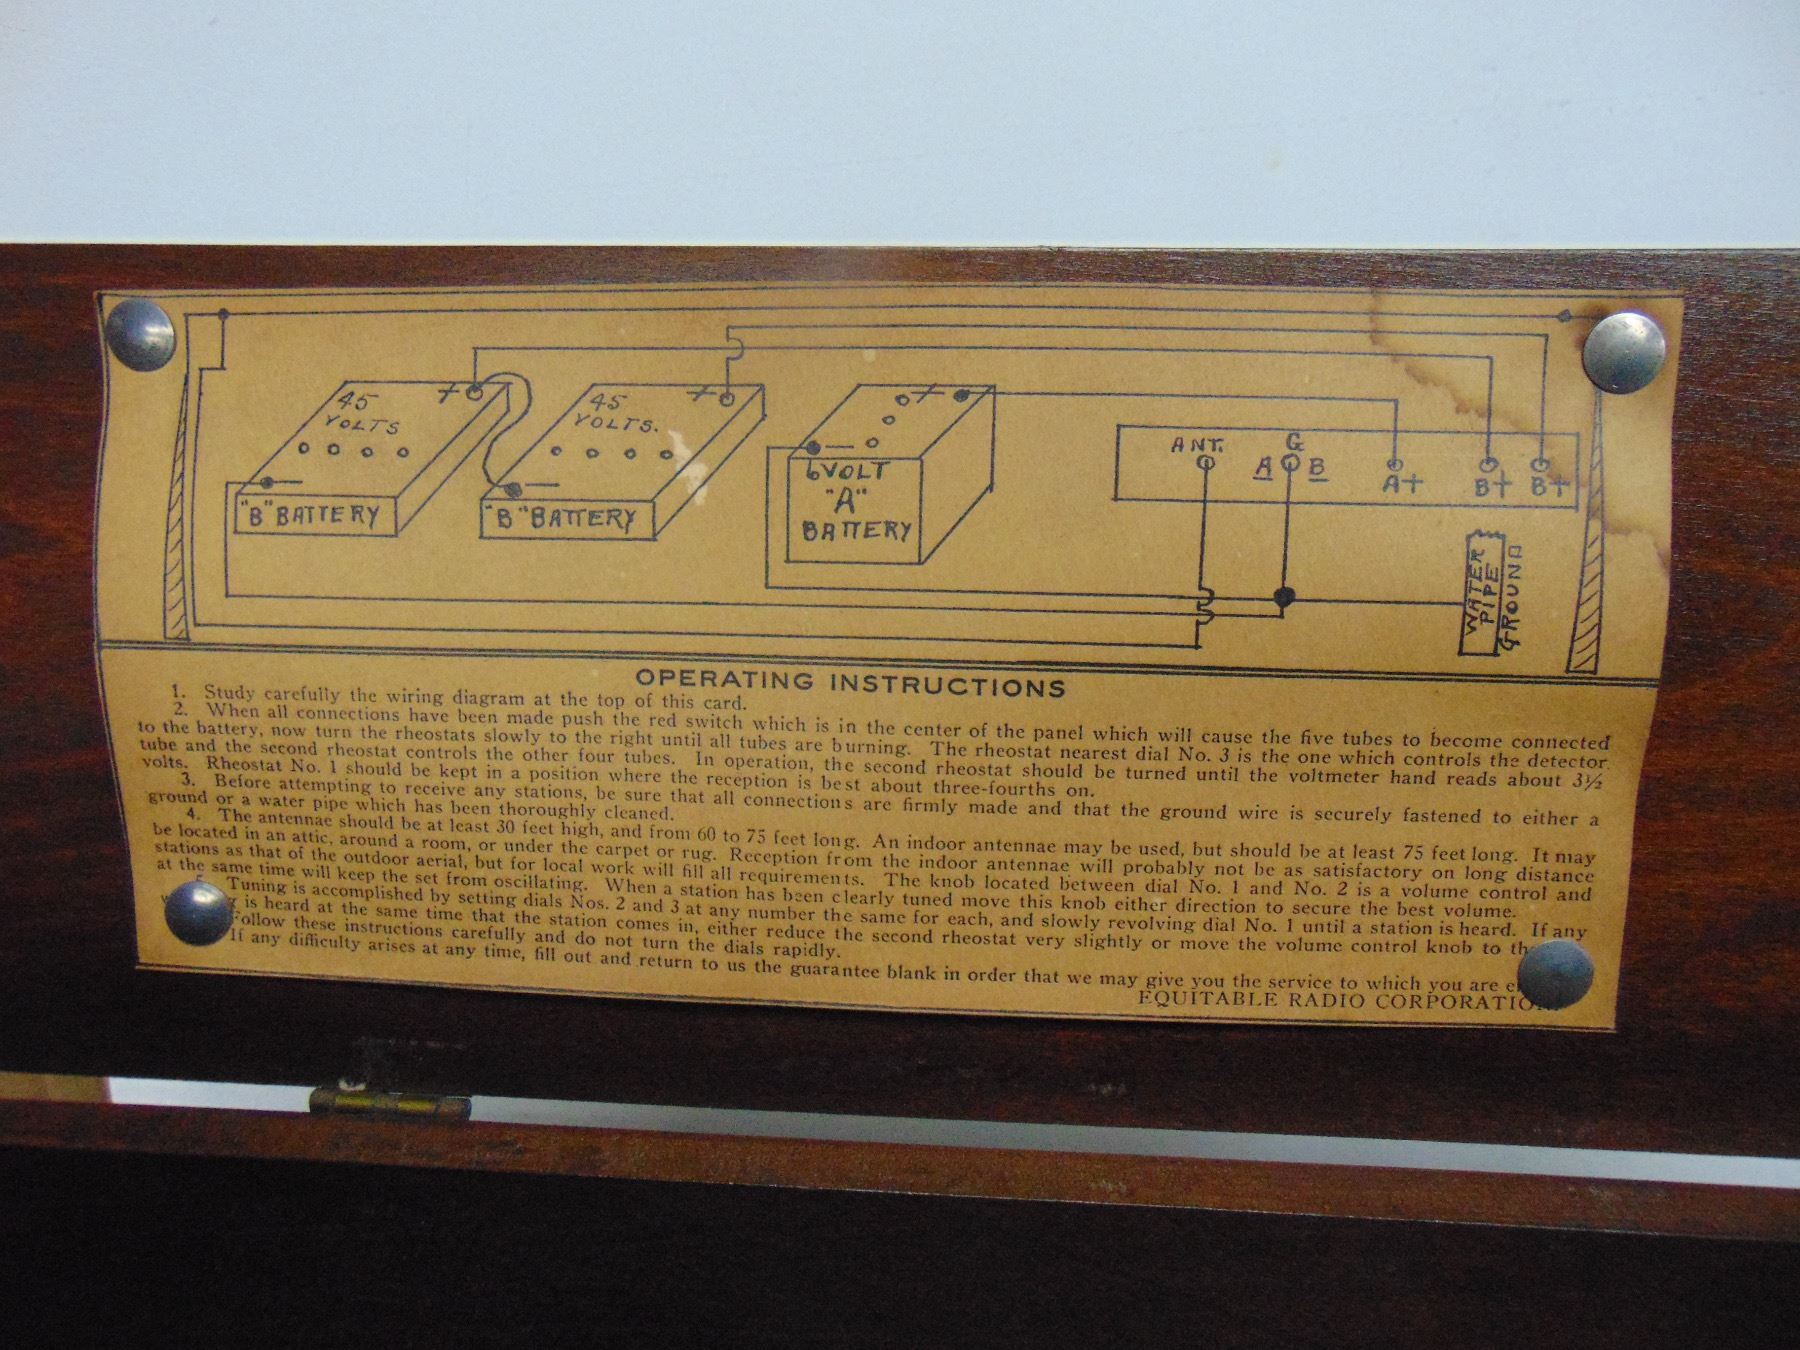 45
VOLTS
"B" BATTERY
+
—
45
VOLTS.
"B" BATTERY
+
—
6 VOLT
"A"
BATTERY
+
—
ANT.
G
A B
A+
B+
B+
WATER
PIPE
GROUND
OPERATING INSTRUCTIONS
1. Study carefully the wiring diagram at the top of this card.
2. When all connections have been made push the red switch which is in the center of the panel which will cause the five tubes to become connected
to the battery, now turn the rheostats slowly to the right until all tubes are burning. The rheostat nearest dial No. 3 is the one which controls the detector
tube and the second rheostat controls the other four tubes. In operation, the second rheostat should be turned until the voltmeter hand reads about 3½
volts. Rheostat No. 1 should be kept in a position where the reception is best about three-fourths on.
3. Before attempting to receive any stations, be sure that all connections are firmly made and that the ground wire is securely fastened to either a
ground or a water pipe which has been thoroughly cleaned.
4. The antennae should be at least 30 feet high, and from 60 to 75 feet long. An indoor antennae may be used, but should be at least 75 feet long. It may
be located in an attic, around a room, or under the carpet or rug. Reception from the indoor antennae will probably not be as satisfactory on long distance
stations as that of the outdoor aerial, but for local work will fill all requirements. The knob located between dial No. 1 and No. 2 is a volume control and
at the same time will keep the set from oscillating. When a station has been clearly tuned move this knob either direction to secure the best volume.
5. Tuning is accomplished by setting dials Nos. 2 and 3 at any number the same for each, and slowly revolving dial No. 1 until a station is heard. If any
is heard at the same time that the station comes in, either reduce the second rheostat very slightly or move the volume control knob to the
Follow these instructions carefully and do not turn the dials rapidly.
If any difficulty arises at any time, fill out and return to us the guarantee blank in order that we may give you the service to which you are
EQUITABLE RADIO CORPORATION